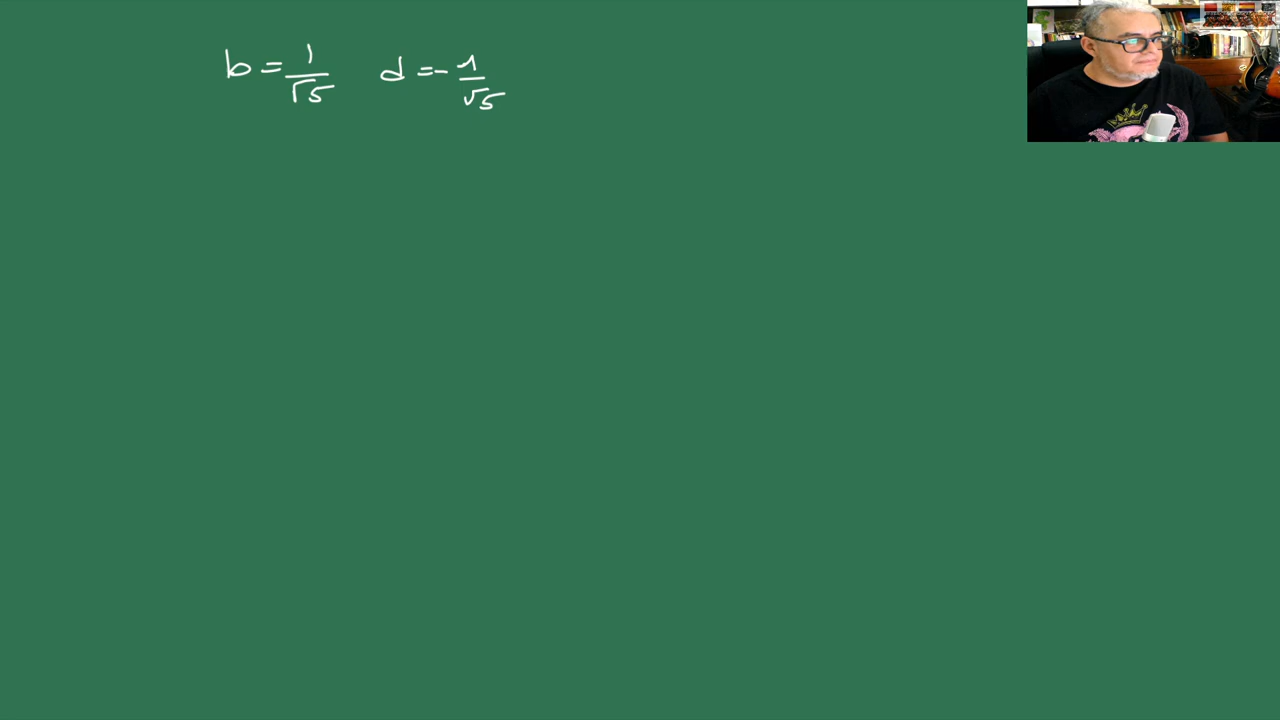 b = 1/√5 d = - 1/√5